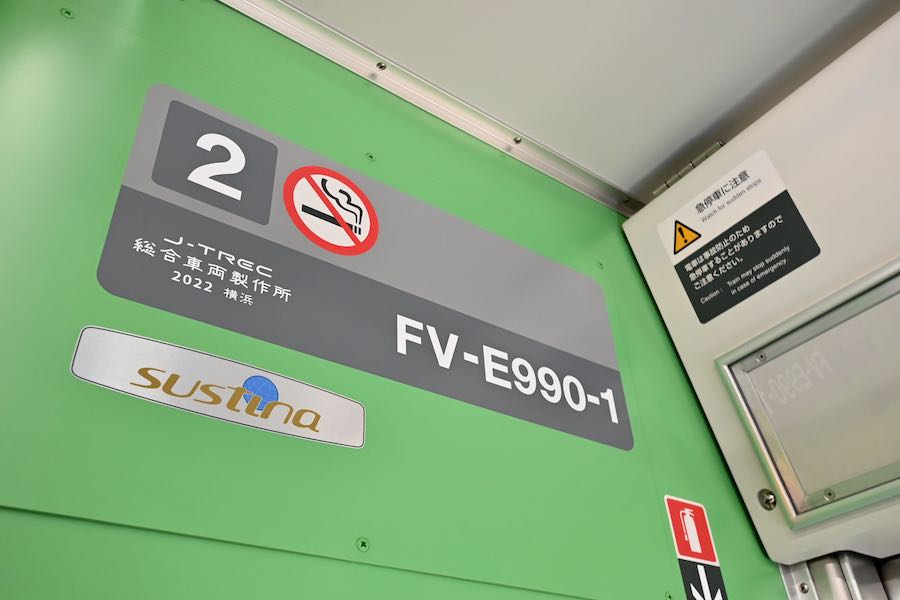 2
J-TREC
総合車両製作所
2022 横浜
FV-E990-1
sustina
急停車に注意
Watch for sudden stops
電車は事故防止のため
急停車することがありますので
ご注意ください。
Caution : Train may stop suddenly
in case of emergency.
FV-E990-1